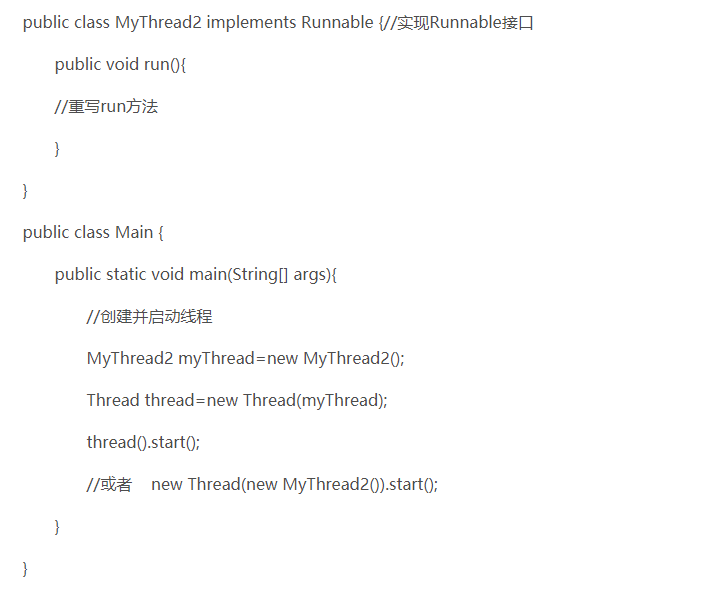 public class MyThread2 implements Runnable {//实现Runnable接口
public void run(){
//重写run方法
}
}
public class Main {
public static void main(String[] args){
//创建并启动线程
MyThread2 myThread=new MyThread2();
Thread thread=new Thread(myThread);
thread().start();
//或者    new Thread(new MyThread2()).start();
}
}